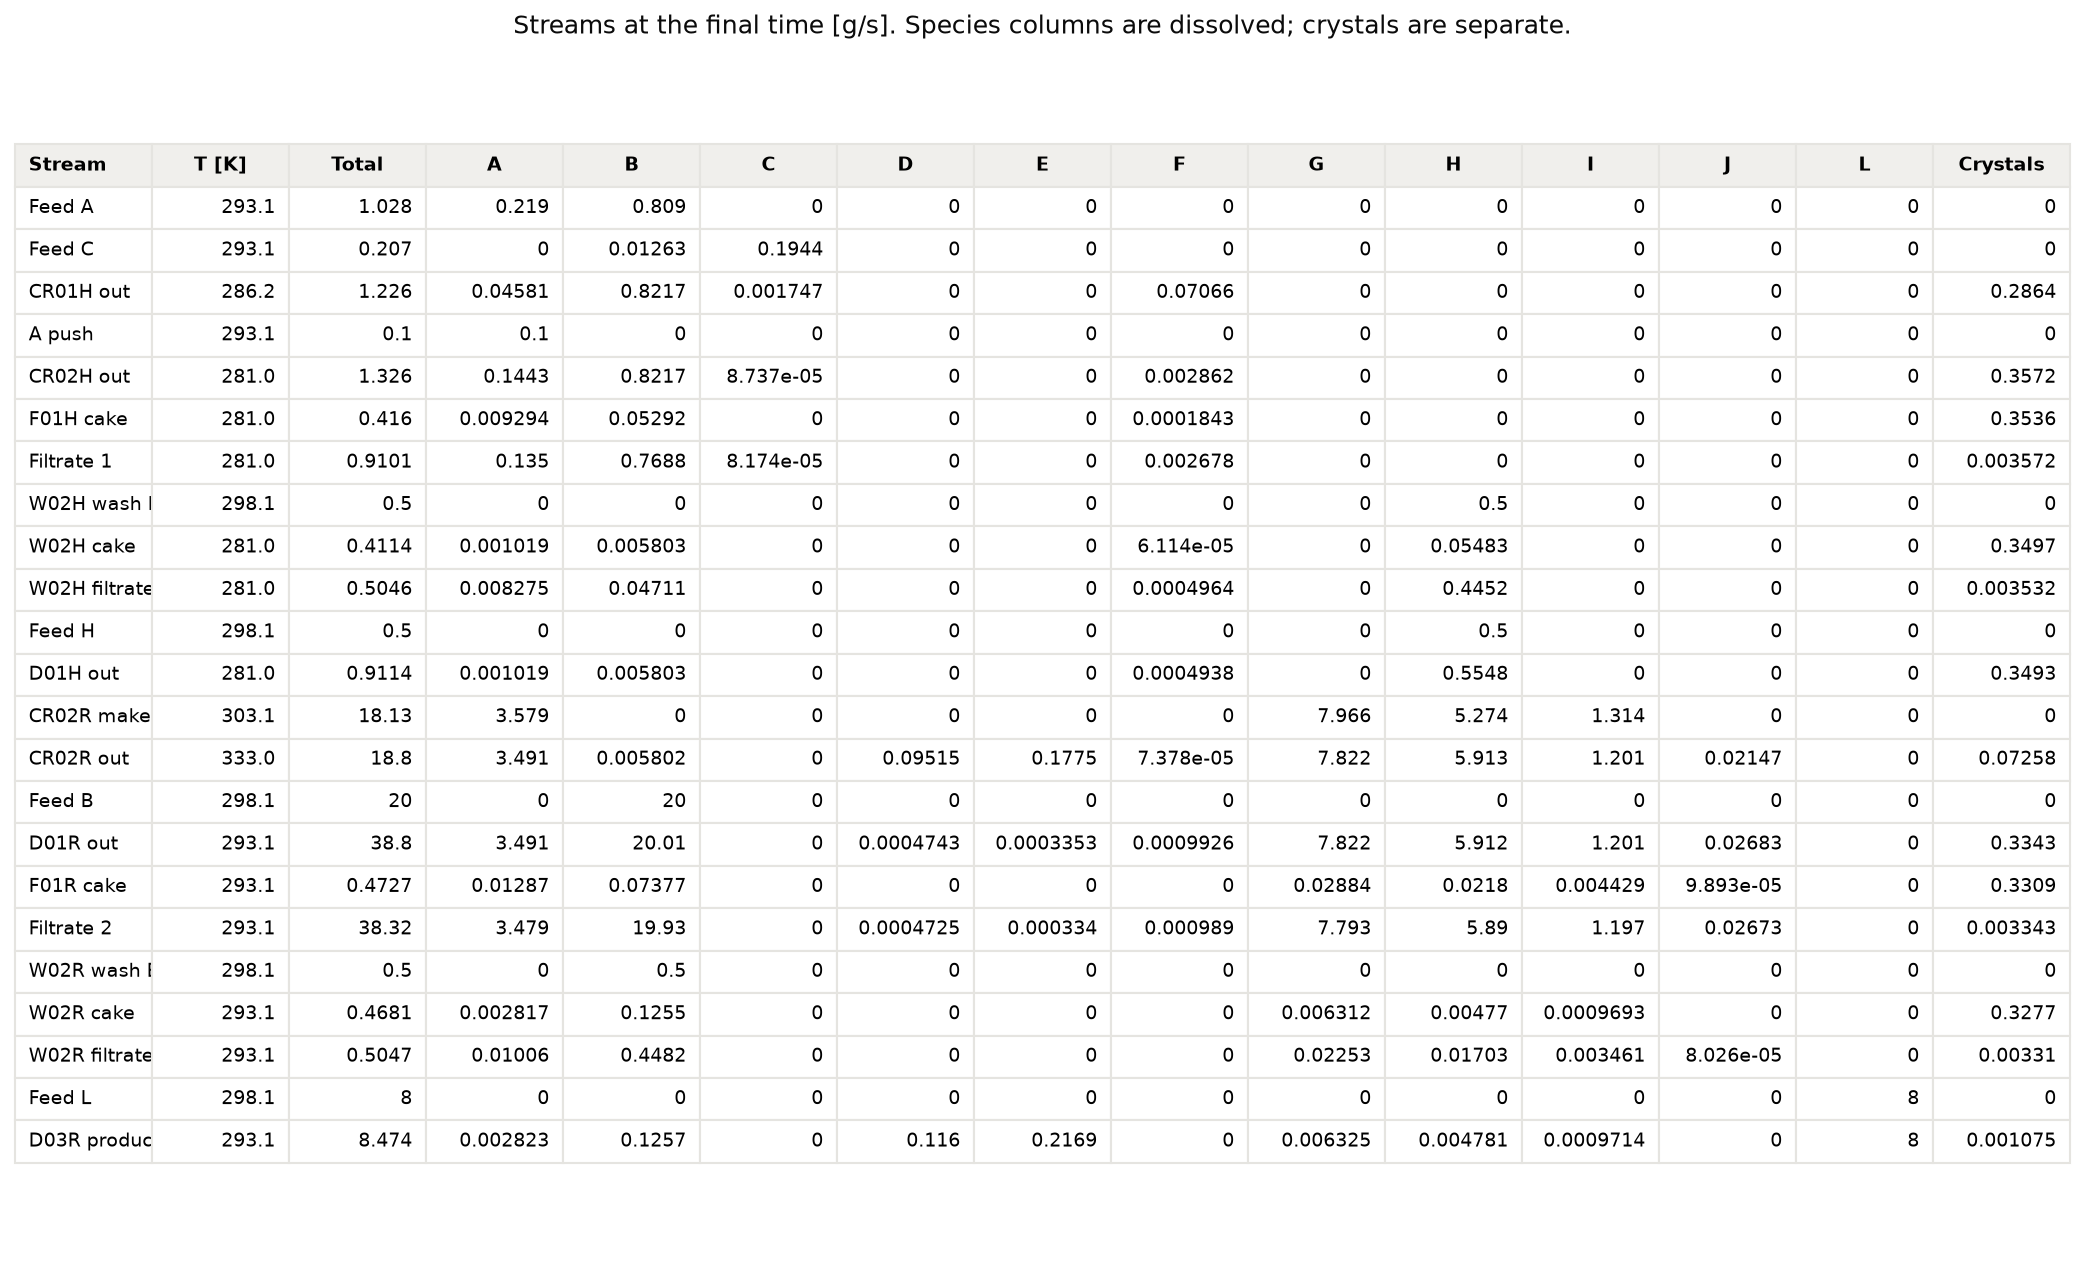 Streams at the final time [g/s]. Species columns are dissolved; crystals are separate.
Stream T [K] Total A B C D E F G H I J L Crystals
Feed A 293.1 1.028 0.219 0.809 0 0 0 0 0 0 0 0 0 0
Feed C 293.1 0.207 0 0.01263 0.1944 0 0 0 0 0 0 0 0 0
CR01H out 286.2 1.226 0.04581 0.8217 0.001747 0 0 0.07066 0 0 0 0 0 0.2864
A push 293.1 0.1 0.1 0 0 0 0 0 0 0 0 0 0 0
CR02H out 281.0 1.326 0.1443 0.8217 8.737e-05 0 0 0.002862 0 0 0 0 0 0.3572
F01H cake 281.0 0.416 0.009294 0.05292 0 0 0 0.0001843 0 0 0 0 0 0.3536
Filtrate 1 281.0 0.9101 0.135 0.7688 8.174e-05 0 0 0.002678 0 0 0 0 0 0.003572
W02H wash 298.1 0.5 0 0 0 0 0 0 0 0.5 0 0 0 0
W02H cake 281.0 0.4114 0.001019 0.005803 0 0 0 6.114e-05 0 0.05483 0 0 0 0.3497
W02H filtrate 281.0 0.5046 0.008275 0.04711 0 0 0 0.0004964 0 0.4452 0 0 0 0.003532
Feed H 298.1 0.5 0 0 0 0 0 0 0 0.5 0 0 0 0
D01H out 281.0 0.9114 0.001019 0.005803 0 0 0 0.0004938 0 0.5548 0 0 0 0.3493
CR02R make 303.1 18.13 3.579 0 0 0 0 0 7.966 5.274 1.314 0 0 0
CR02R out 333.0 18.8 3.491 0.005802 0 0.09515 0.1775 7.378e-05 7.822 5.913 1.201 0.02147 0 0.07258
Feed B 298.1 20 0 20 0 0 0 0 0 0 0 0 0 0
D01R out 293.1 38.8 3.491 20.01 0 0.0004743 0.0003353 0.0009926 7.822 5.912 1.201 0.02683 0 0.3343
F01R cake 293.1 0.4727 0.01287 0.07377 0 0 0 0 0.02884 0.0218 0.004429 9.893e-05 0 0.3309
Filtrate 2 293.1 38.32 3.479 19.93 0 0.0004725 0.000334 0.000989 7.793 5.89 1.197 0.02673 0 0.003343
W02R wash 298.1 0.5 0 0.5 0 0 0 0 0 0 0 0 0 0
W02R cake 293.1 0.4681 0.002817 0.1255 0 0 0 0 0.006312 0.00477 0.0009693 0 0 0.3277
W02R filtrate 293.1 0.5047 0.01006 0.4482 0 0 0 0 0.02253 0.01703 0.003461 8.026e-05 0 0.00331
Feed L 298.1 8 0 0 0 0 0 0 0 0 0 0 8 0
D03R produc 293.1 8.474 0.002823 0.1257 0 0.116 0.2169 0 0.006325 0.004781 0.0009714 0 8 0.001075